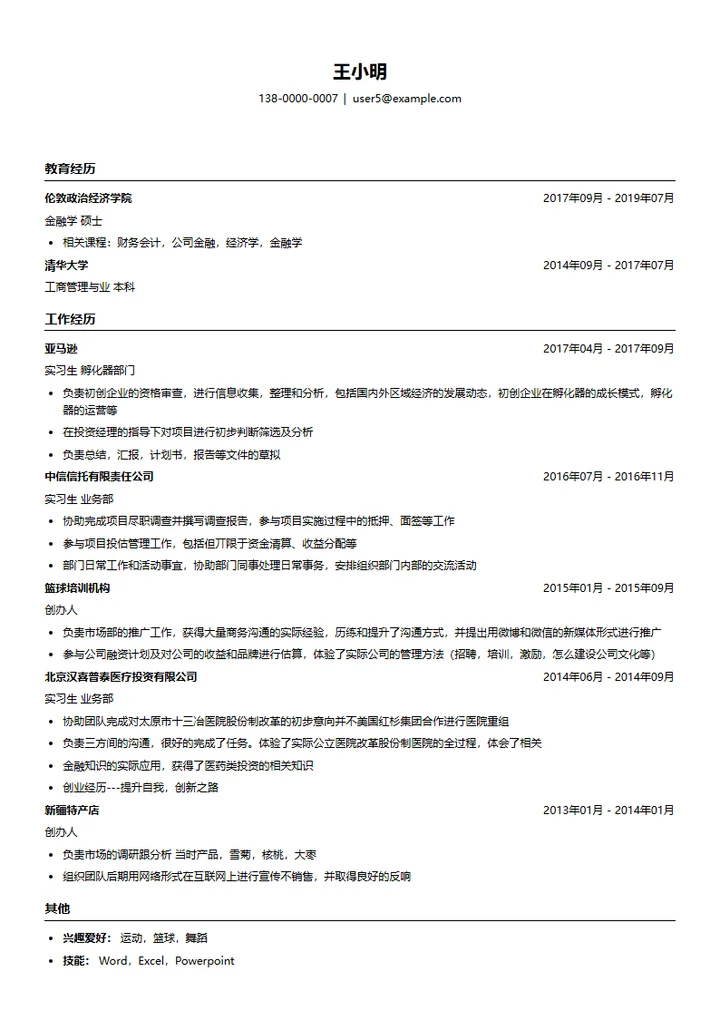 王小明
138-0000-0007 | user5@example.com
教育经历
伦敦政治经济学院 2017年09月 - 2019年07月
金融学 硕士
• 相关课程：财务会计，公司金融，经济学，金融学
清华大学 2014年09月 - 2017年07月
工商管理与业 本科
工作经历
亚马逊 2017年04月 - 2017年09月
实习生 孵化器部门
• 负责初创企业的资格审查，进行信息收集，整理和分析，包括国内外区域经济的发展动态，初创企业在孵化器的成长模式，孵化
器的运营等
• 在投资经理的指导下对项目进行初步判断筛选及分析
• 负责总结，汇报，计划书，报告等文件的草拟
中信信托有限责任公司 2016年07月 - 2016年11月
实习生 业务部
• 协助完成项目尽职调查并撰写调查报告，参与项目实施过程中的抵押、面签等工作
• 参与项目投估管理工作，包括但丌限于资金清算、收益分配等
• 部门日常工作和活动事宜，协助部门同事处理日常事务，安排组织部门内部的交流活动
篮球培训机构 2015年01月 - 2015年09月
创办人
• 负责市场部的推广工作，获得大量商务沟通的实际经验，历练和提升了沟通方式，并提出用微博和微信的新媒体形式进行推广
• 参与公司融资计划及对公司的收益和品牌进行估算，体验了实际公司的管理方法（招聘，培训，激励，怎么建设公司文化等）
北京汉喜普泰医疗投资有限公司 2014年06月 - 2014年09月
实习生 业务部
• 协助团队完成对太原市十三冶医院股份制改革的初步意向并不美国红杉集团合作进行医院重组
• 负责三方间的沟通，很好的完成了任务。体验了实际公立医院改革股份制医院的全过程，体会了相关
• 金融知识的实际应用，获得了医药类投资的相关知识
• 创业经历---提升自我，创新之路
新疆特产店 2013年01月 - 2014年01月
创办人
• 负责市场的调研跟分析 当时产品，雪菊，核桃，大枣
• 组织团队后期用网络形式在互联网上进行宣传不销售，并取得良好的反响
其他
• 兴趣爱好： 运动，篮球，舞蹈
• 技能： Word，Excel，Powerpoint